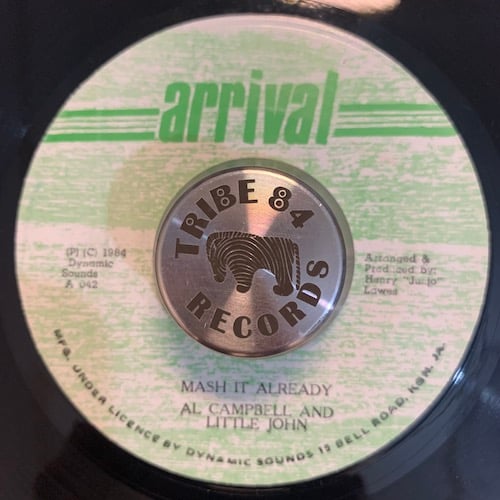 arrival
TRIBE 84
RECORDS
(P) (C) 1984
Dynamic
Sounds
A 042
Arranged &
Produced by:
Henry "Junjo"
Lawes
MASH IT ALREADY
AL CAMPBELL AND
LITTLE JOHN
MFG. UNDER LICENCE BY DYNAMIC SOUNDS 15 BELL ROAD, KGN. JA.